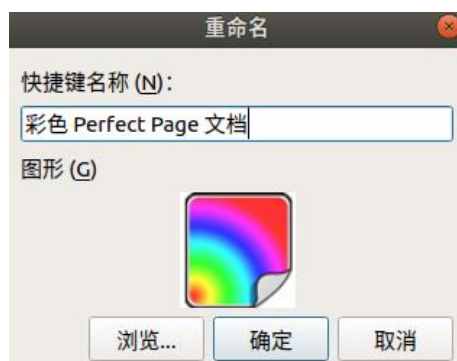 重命名
快捷键名称 (N):
彩色 Perfect Page 文档
图形 (G)
浏览...
确定
取消